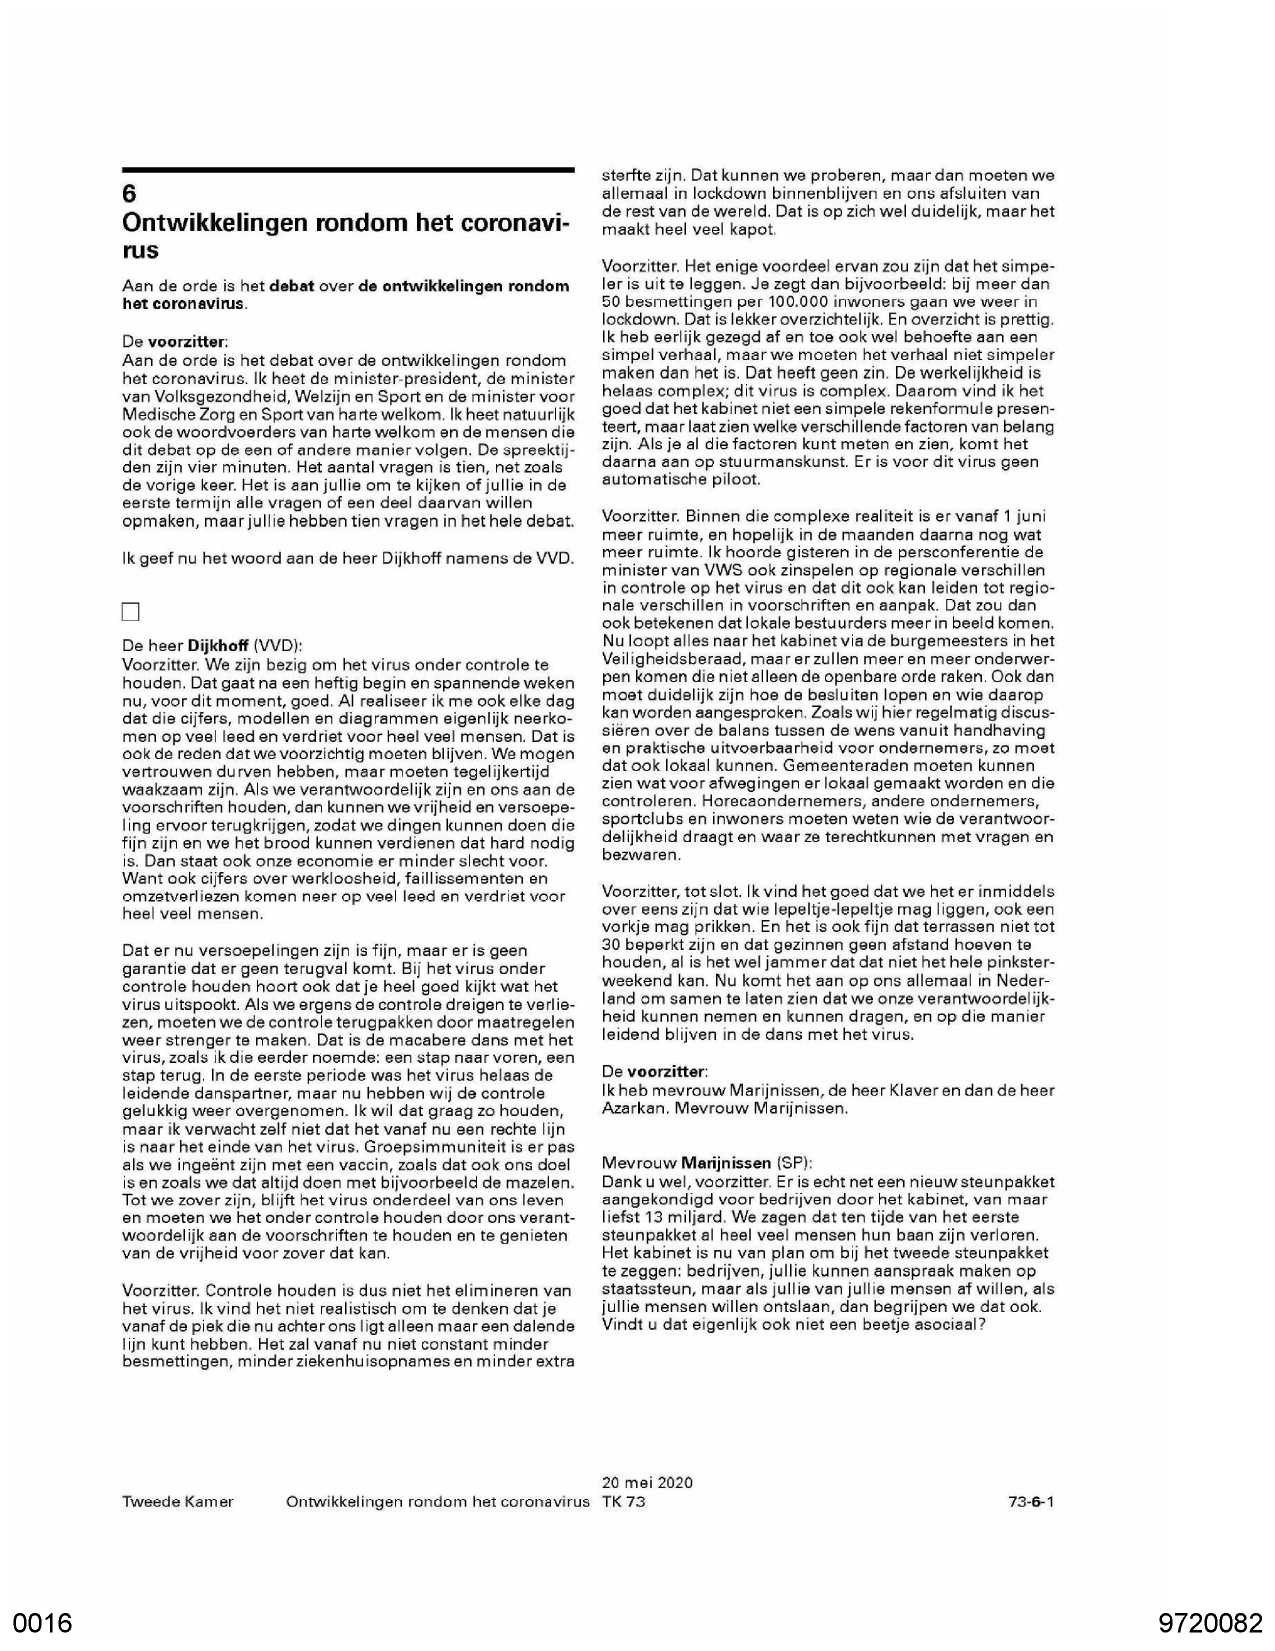 6
Ontwikkelingen rondom het coronavi-
rus
Aan de orde is het debat over de ontwikkelingen rondom
het coronavirus.
De voorzitter:
Aan de orde is het debat over de ontwikkelingen rondom
het coronavirus. Ik heet de minister-president, de minister
van Volksgezondheid, Welzijn en Sport en de minister voor
Medische Zorg en Sport van harte welkom. Ik heet natuurlijk
ook de woordvoerders van harte welkom en de mensen die
dit debat op de een of andere manier volgen. De spreektij-
den zijn vier minuten. Het aantal vragen is tien, net zoals
de vorige keer. Het is aan jullie om te kijken of jullie in de
eerste termijn alle vragen of een deel daarvan willen
opmaken, maar jullie hebben tien vragen in het hele debat.
Ik geef nu het woord aan de heer Dijkhoff namens de VVD.
De heer Dijkhoff (VVD):
Voorzitter. We zijn bezig om het virus onder controle te
houden. Dat gaat na een heftig begin en spannende weken
nu, voor dit moment, goed. Al realiseer ik me ook elke dag
dat die cijfers, modellen en diagrammen eigenlijk neerko-
men op veel leed en verdriet voor heel veel mensen. Dat is
ook de reden dat we voorzichtig moeten blijven. We mogen
vertrouwen durven hebben, maar moeten tegelijkertijd
waakzaam zijn. Als we verantwoordelijk zijn en ons aan de
voorschriften houden, dan kunnen we vrijheid en versoepe-
ling ervoor terugkrijgen, zodat we dingen kunnen doen die
fijn zijn en we het brood kunnen verdienen dat hard nodig
is. Dan staat ook onze economie er minder slecht voor.
Want ook cijfers over werkloosheid, faillissementen en
omzetverliezen komen neer op veel leed en verdriet voor
heel veel mensen.
Dat er nu versoepelingen zijn is fijn, maar er is geen
garantie dat er geen terugval komt. Bij het virus onder
controle houden hoort ook dat je heel goed kijkt wat het
virus uitspookt. Als we ergens de controle dreigen te verlie-
zen, moeten we de controle terugpakken door maatregelen
weer strenger te maken. Dat is de macabere dans met het
virus, zoals ik die eerder noemde: een stap naar voren, een
stap terug. In de eerste periode was het virus helaas de
leidende danspartner, maar nu hebben wij de controle
gelukkig weer overgenomen. Ik wil dat graag zo houden,
maar ik verwacht zelf niet dat het vanaf nu een rechte lijn
is naar het einde van het virus. Groepsimmuniteit is er pas
als we ingeënt zijn met een vaccin, zoals dat ook ons doel
is en zoals we dat altijd doen met bijvoorbeeld de mazelen.
Tot we zover zijn, blijft het virus onderdeel van ons leven
en moeten we het onder controle houden door ons verant-
woordelijk aan de voorschriften te houden en te genieten
van de vrijheid voor zover dat kan.
Voorzitter. Controle houden is dus niet het elimineren van
het virus. Ik vind het niet realistisch om te denken dat je
vanaf de piek die nu achter ons ligt alleen maar een dalende
lijn kunt hebben. Het zal vanaf nu niet constant minder
besmettingen, minder ziekenhuisopnames en minder extra
sterfte zijn. Dat kunnen we proberen, maar dan moeten we
allemaal in lockdown binnenblijven en ons afsluiten van
de rest van de wereld. Dat is op zich wel duidelijk, maar het
maakt heel veel kapot.
Voorzitter. Het enige voordeel ervan zou zijn dat het simpe-
ler is uit te leggen. Je zegt dan bijvoorbeeld: bij meer dan
50 besmettingen per 100.000 inwoners gaan we weer in
lockdown. Dat is lekker overzichtelijk. En overzicht is prettig.
Ik heb eerlijk gezegd af en toe ook wel behoefte aan een
simpel verhaal, maar we moeten het verhaal niet simpeler
maken dan het is. Dat heeft geen zin. De werkelijkheid is
helaas complex; dit virus is complex. Daarom vind ik het
goed dat het kabinet niet een simpele rekenformule presen-
teert, maar laat zien welke verschillende factoren van belang
zijn. Als je al die factoren kunt meten en zien, komt het
daarna aan op stuurmanskunst. Er is voor dit virus geen
automatische piloot.
Voorzitter. Binnen die complexe realiteit is er vanaf 1 juni
meer ruimte, en hopelijk in de maanden daarna nog wat
meer ruimte. Ik hoorde gisteren in de persconferentie de
minister van VWS ook zinspelen op regionale verschillen
in controle op het virus en dat dit ook kan leiden tot regio-
nale verschillen in voorschriften en aanpak. Dat zou dan
ook betekenen dat lokale bestuurders meer in beeld komen.
Nu loopt alles naar het kabinet via de burgemeesters in het
Veiligheidsberaad, maar er zullen meer en meer onderwer-
pen komen die niet alleen de openbare orde raken. Ook dan
moet duidelijk zijn hoe de besluiten lopen en wie daarop
kan worden aangesproken. Zoals wij hier regelmatig discus-
siëren over de balans tussen de wens vanuit handhaving
en praktische uitvoerbaarheid voor ondernemers, zo moet
dat ook lokaal kunnen. Gemeenteraden moeten kunnen
zien wat voor afwegingen er lokaal gemaakt worden en die
controleren. Horecaondernemers, andere ondernemers,
sportclubs en inwoners moeten weten wie de verantwoor-
delijkheid draagt en waar ze terechtkunnen met vragen en
bezwaren.
Voorzitter, tot slot. Ik vind het goed dat we het er inmiddels
over eens zijn dat wie lepeltje-lepeltje mag liggen, ook een
vorkje mag prikken. En het is ook fijn dat terrassen niet tot
30 beperkt zijn en dat gezinnen geen afstand hoeven te
houden, al is het wel jammer dat dat niet het hele pinkster-
weekend kan. Nu komt het aan op ons allemaal in Neder-
land om samen te laten zien dat we onze verantwoordelijk-
heid kunnen nemen en kunnen dragen, en op die manier
leidend blijven in de dans met het virus.
De voorzitter:
Ik heb mevrouw Marijnissen, de heer Klaver en dan de heer
Azarkan. Mevrouw Marijnissen.
Mevrouw Marijnissen (SP):
Dank u wel, voorzitter. Er is echt net een nieuw steunpakket
aangekondigd voor bedrijven door het kabinet, van maar
liefst 13 miljard. We zagen dat ten tijde van het eerste
steunpakket al heel veel mensen hun baan zijn verloren.
Het kabinet is nu van plan om bij het tweede steunpakket
te zeggen: bedrijven, jullie kunnen aanspraak maken op
staatssteun, maar als jullie van jullie mensen af willen, als
jullie mensen willen ontslaan, dan begrijpen we dat ook.
Vindt u dat eigenlijk ook niet een beetje asociaal?
20 mei 2020
Tweede Kamer Ontwikkelingen rondom het coronavirus TK 73 73-6-1
0016 9720082